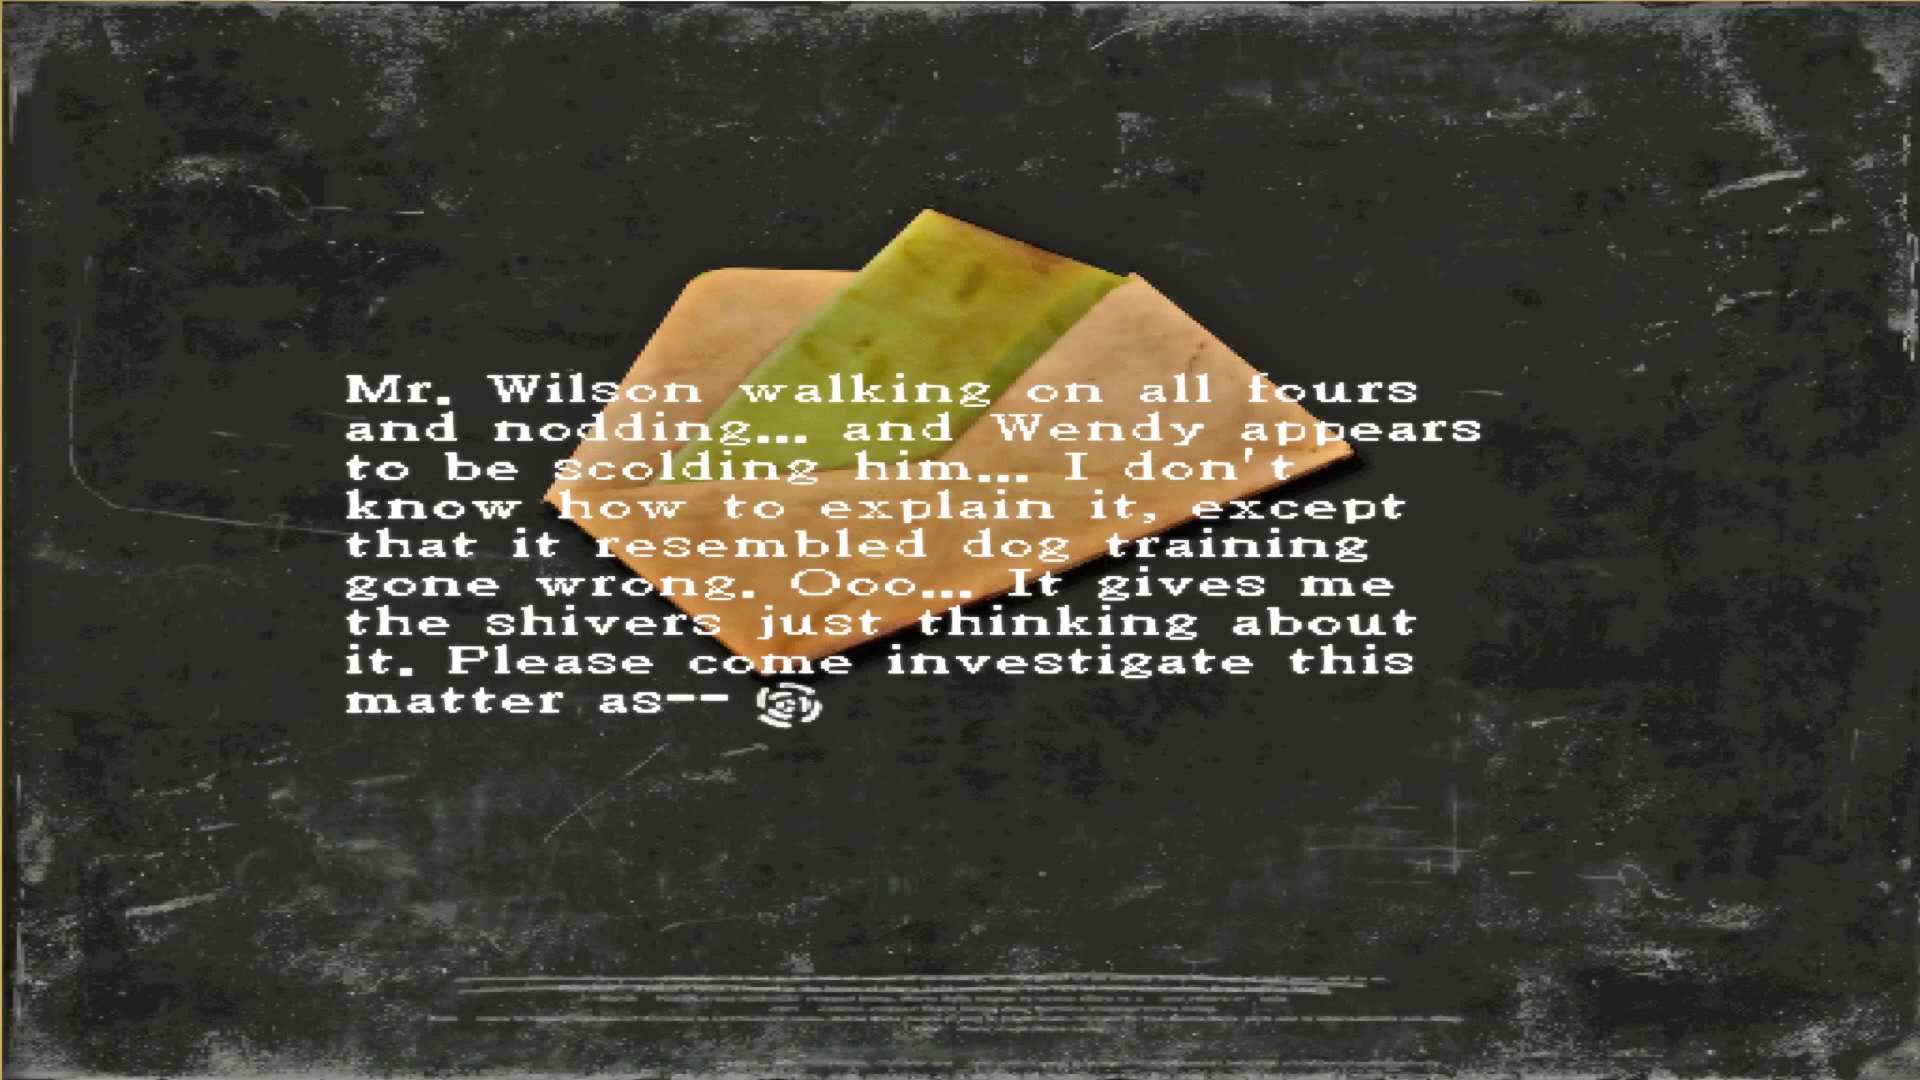 Mr. Wilson walking on all fours
and nodding... and Wendy appears
to be scolding him... I don't
know how to explain it, except
that it resembled dog training
gone wrong. Ooo... It gives me
the shivers just thinking about
it. Please come investigate this
matter as--